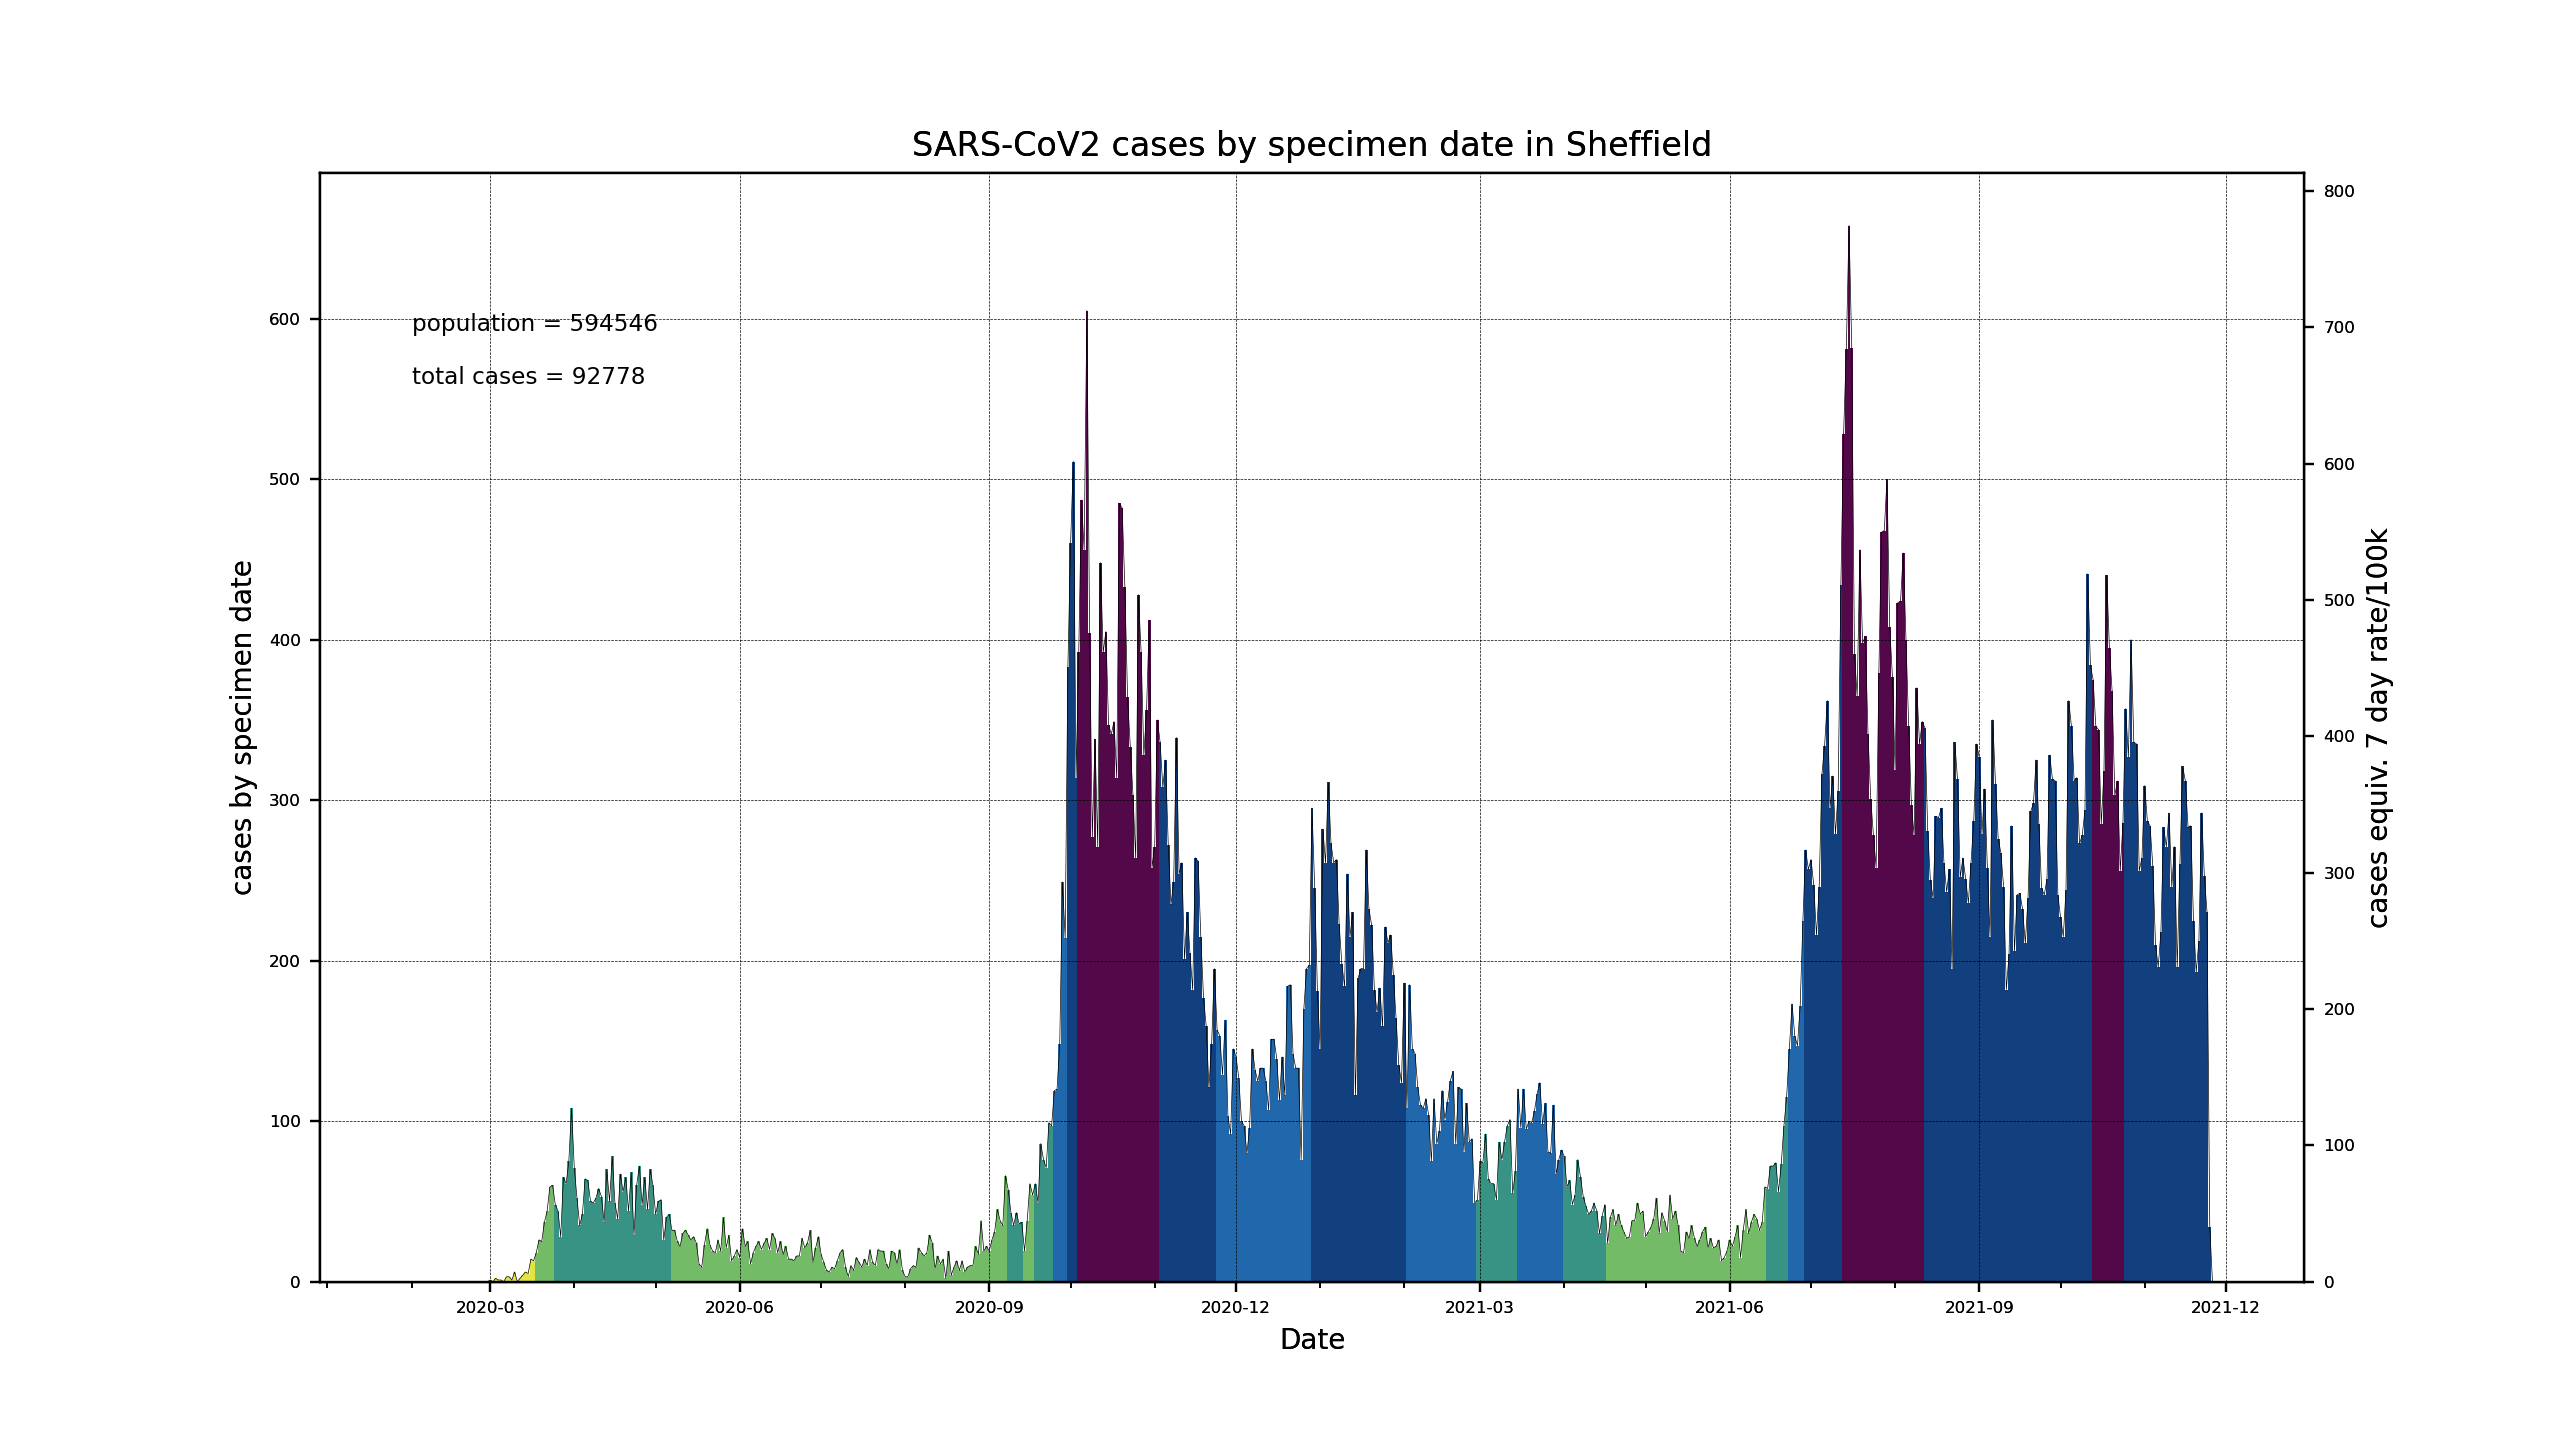 SARS-CoV2 cases by specimen date in Sheffield
population = 594546
total cases = 92778
cases by specimen date
600
500
400
300
200
100
0
800
700
600
500
400
300
200
100
0
cases equiv. 7 day rate/100k
2020-03 2020-06 2020-09 2020-12 2021-03 2021-06 2021-09 2021-12
Date